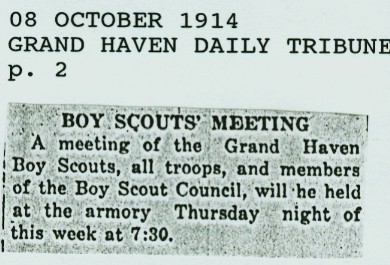 08 OCTOBER 1914
GRAND HAVEN DAILY TRIBUNE
p. 2
BOY SCOUTS' MEETING
A meeting of the Grand Haven
Boy Scouts, all troops, and members
of the Boy Scout Council, will he held
at the armory Thursday night of
this week at 7:30.